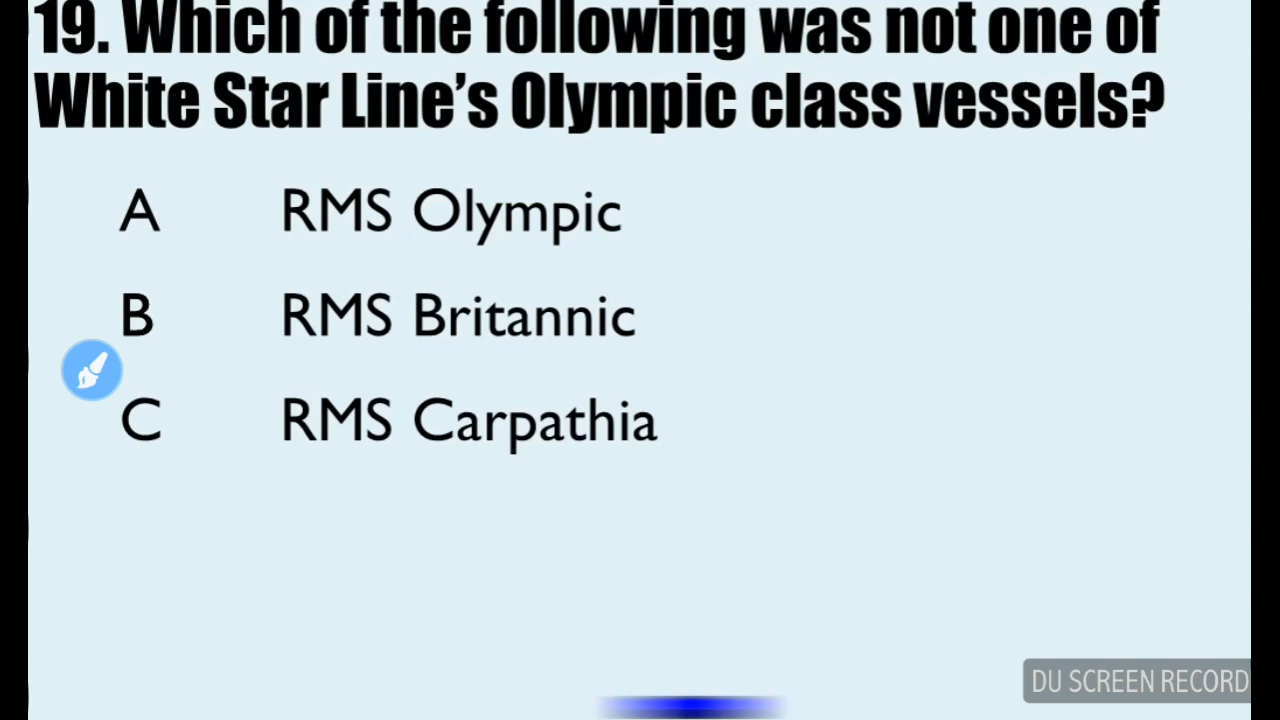 19. Which of the following was not one of
White Star Line’s Olympic class vessels?
A RMS Olympic
B RMS Britannic
C RMS Carpathia
DU SCREEN RECORD